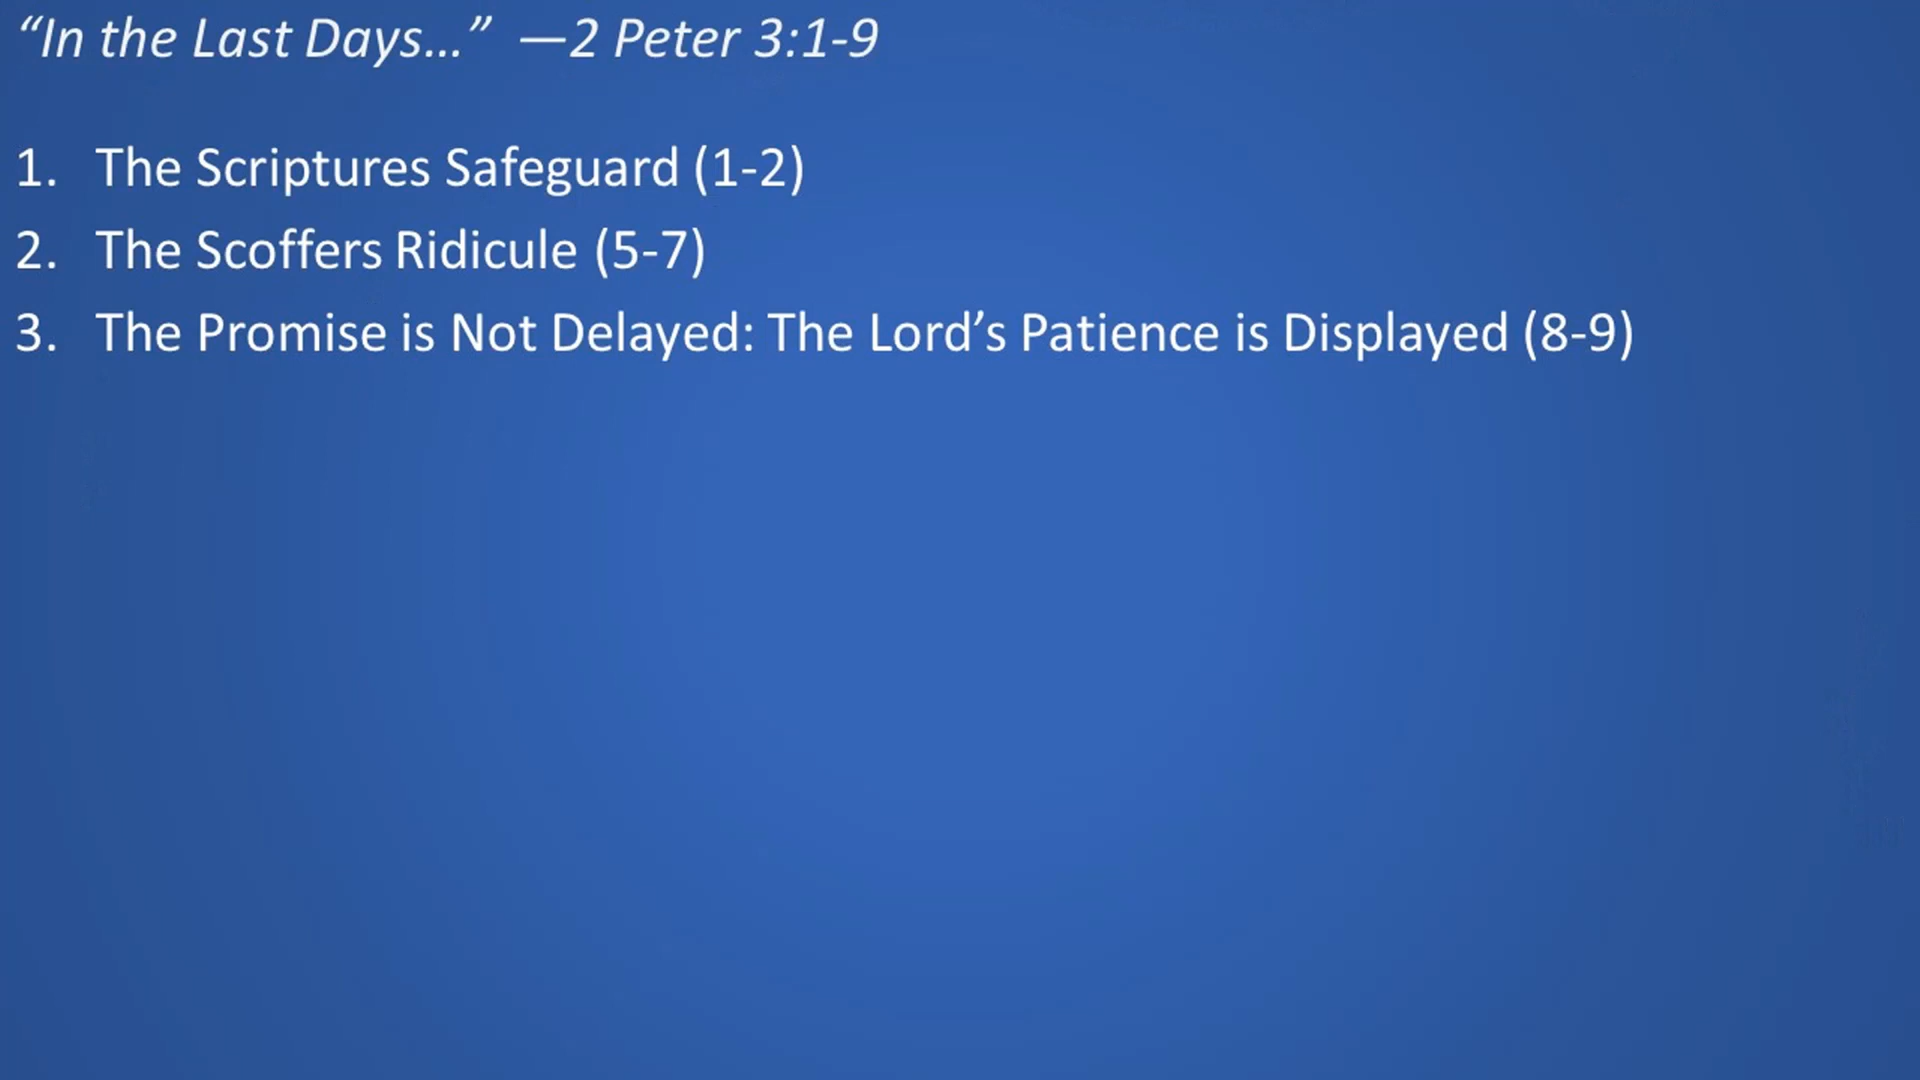 “In the Last Days…” —2 Peter 3:1-9
1. The Scriptures Safeguard (1-2)
2. The Scoffers Ridicule (5-7)
3. The Promise is Not Delayed: The Lord’s Patience is Displayed (8-9)